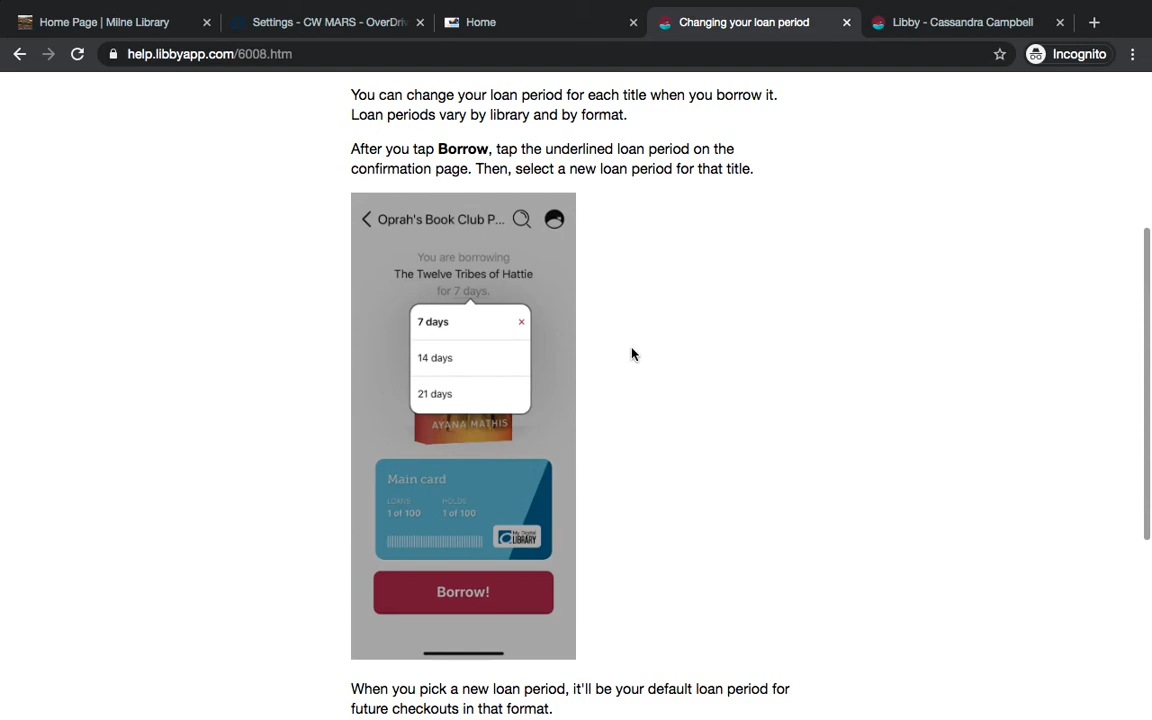 Home Page | Milne Library
Settings - CW MARS - OverDri
Home
Changing your loan period
Libby - Cassandra Campbell
help.libbyapp.com/6008.htm
Incognito
You can change your loan period for each title when you borrow it.
Loan periods vary by library and by format.
After you tap Borrow, tap the underlined loan period on the
confirmation page. Then, select a new loan period for that title.
Oprah's Book Club P...
You are borrowing
The Twelve Tribes of Hattie
for 7 days.
7 days
14 days
21 days
AYANA MATHIS
Main card
LOANS HOLDS
1 of 100 1 of 100
My Digital
LIBRARY
Borrow!
When you pick a new loan period, it'll be your default loan period for
future checkouts in that format.